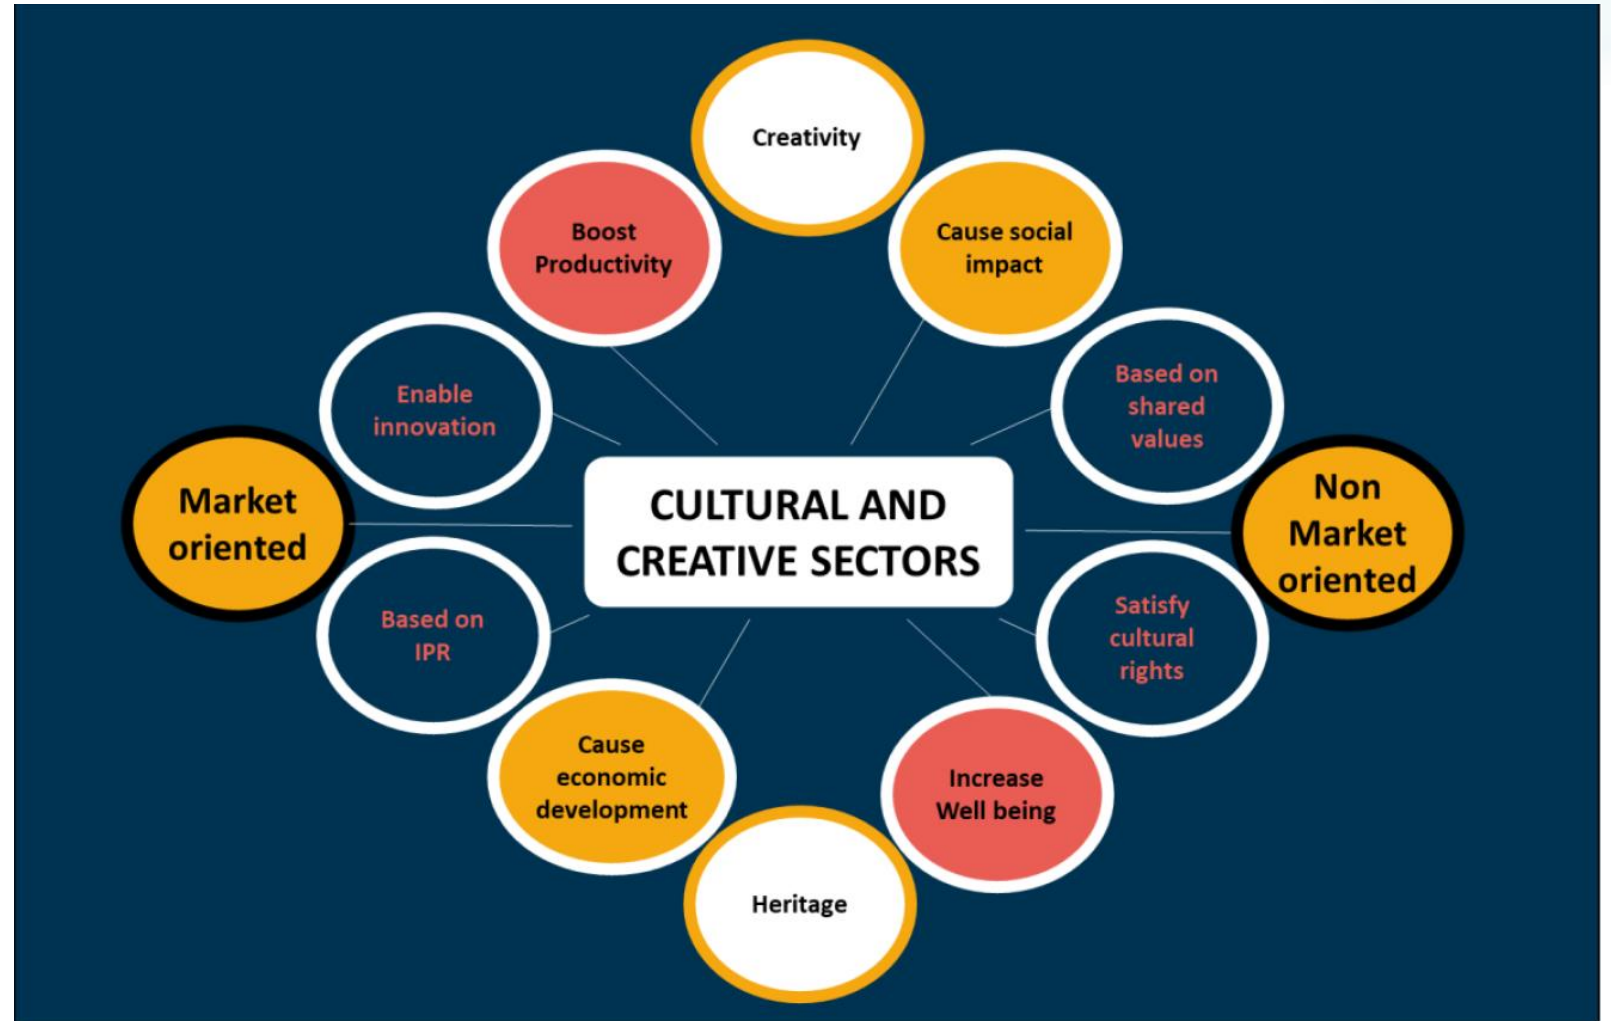 Creativity
Boost
Productivity
Cause social
impact
Enable
innovation
Based on
shared
values
Market
oriented
CULTURAL AND
CREATIVE SECTORS
Non
Market
oriented
Based on
IPR
Satisfy
cultural
rights
Cause
economic
development
Increase
Well being
Heritage